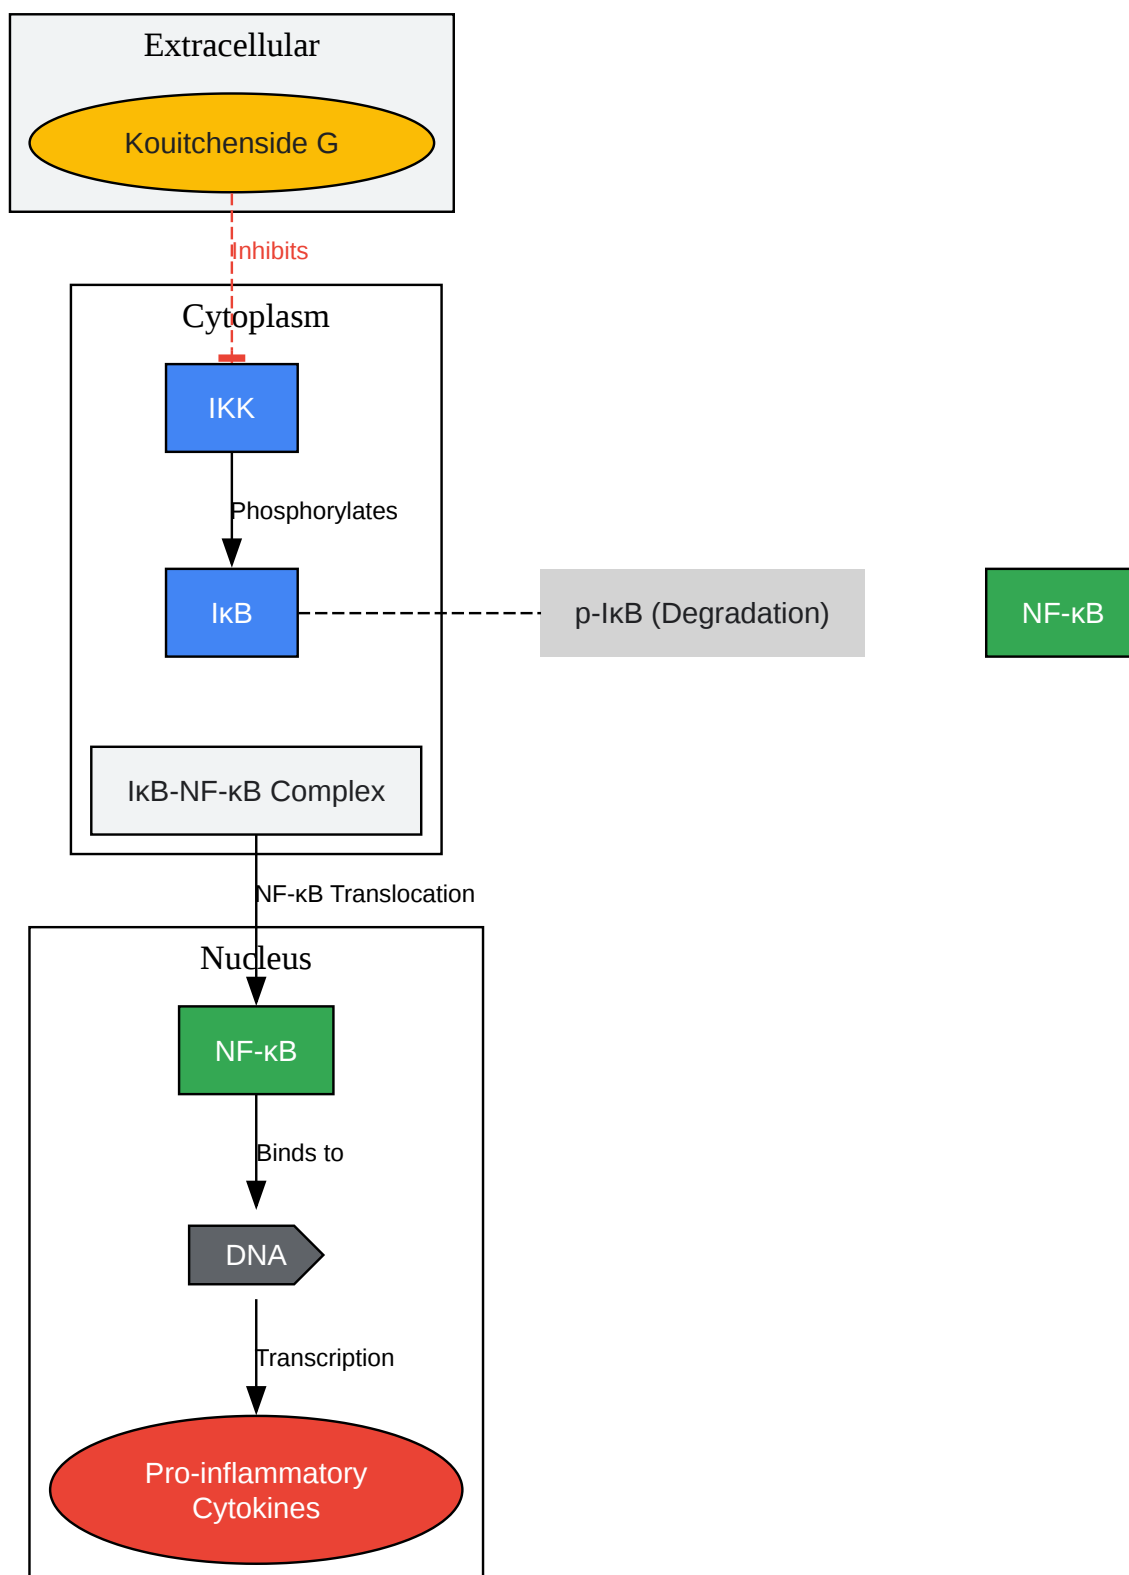 Extracellular
Kouitchenside G
Inhibits
Cytoplasm
IKK
Phosphorylates
IκB
p-IκB (Degradation)
NF-κB
IκB-NF-κB Complex
NF-κB Translocation
Nucleus
NF-κB
Binds to
DNA
Transcription
Pro-inflammatory
Cytokines